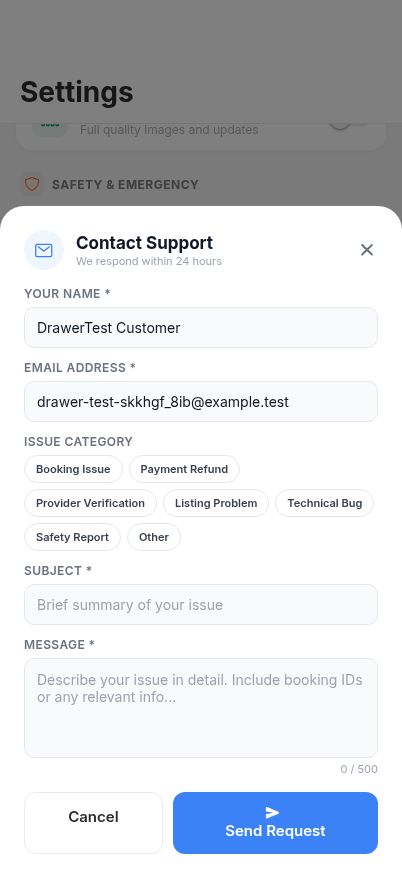 Settings
Full quality images and updates
SAFETY & EMERGENCY
Contact Support
We respond within 24 hours
YOUR NAME *
DrawerTest Customer
EMAIL ADDRESS *
drawer-test-skkhgf_8ib@example.test
ISSUE CATEGORY
Booking Issue Payment Refund
Provider Verification Listing Problem Technical Bug
Safety Report Other
SUBJECT *
Brief summary of your issue
MESSAGE *
Describe your issue in detail. Include booking IDs
or any relevant info...
0 / 500
Cancel
Send Request